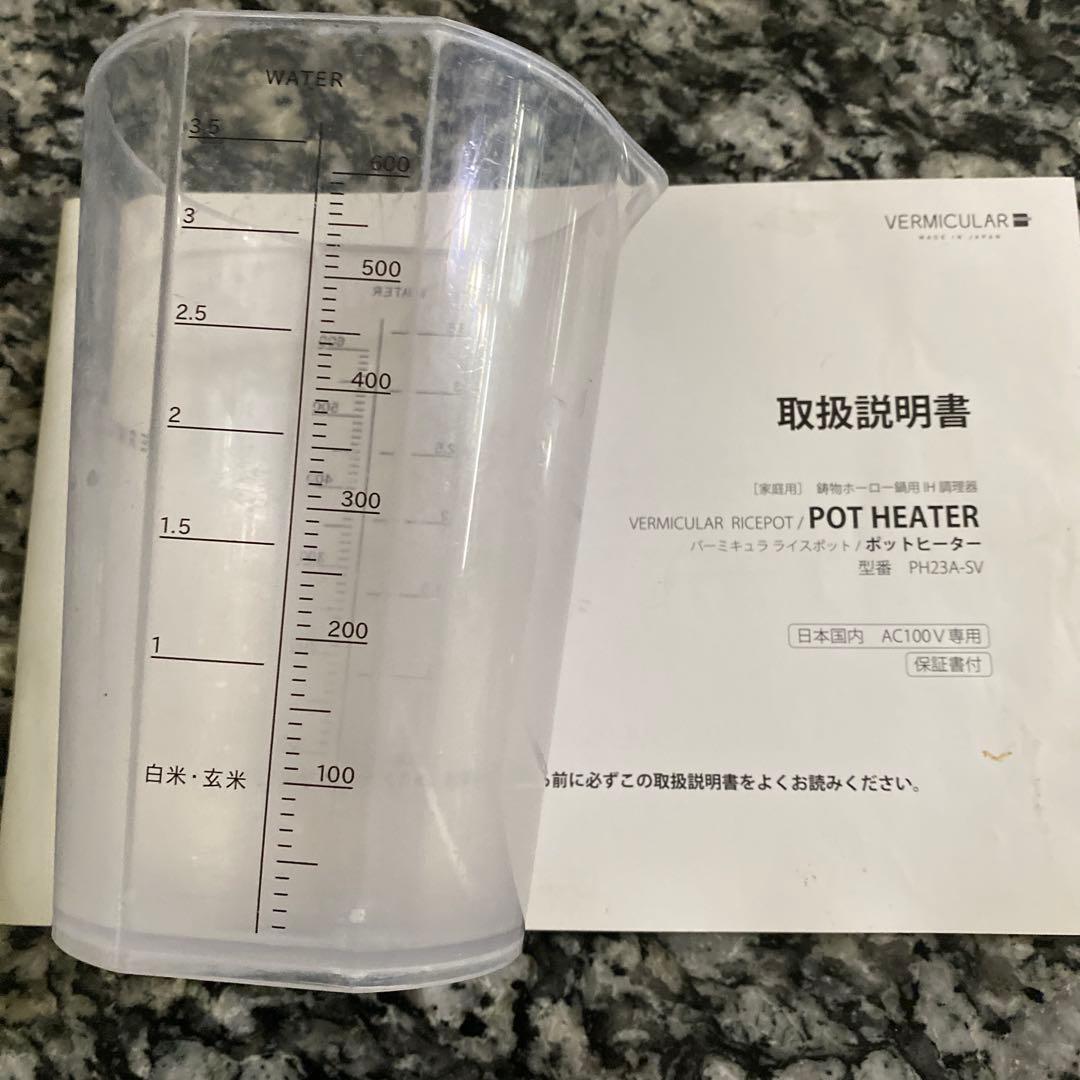 WATER
3.5
600
3
500
2.5
400
2
300
1.5
200
1
100
白米・玄米
VERMICULAR
MADE IN JAPAN
取扱説明書
［家庭用］ 鋳物ホーロー鍋用IH調理器
VERMICULAR RICEPOT / POT HEATER
バーミキュラ ライスポット / ポットヒーター
型番 PH23A-SV
日本国内 AC100V専用
保証書付
前に必ずこの取扱説明書をよくお読みください。